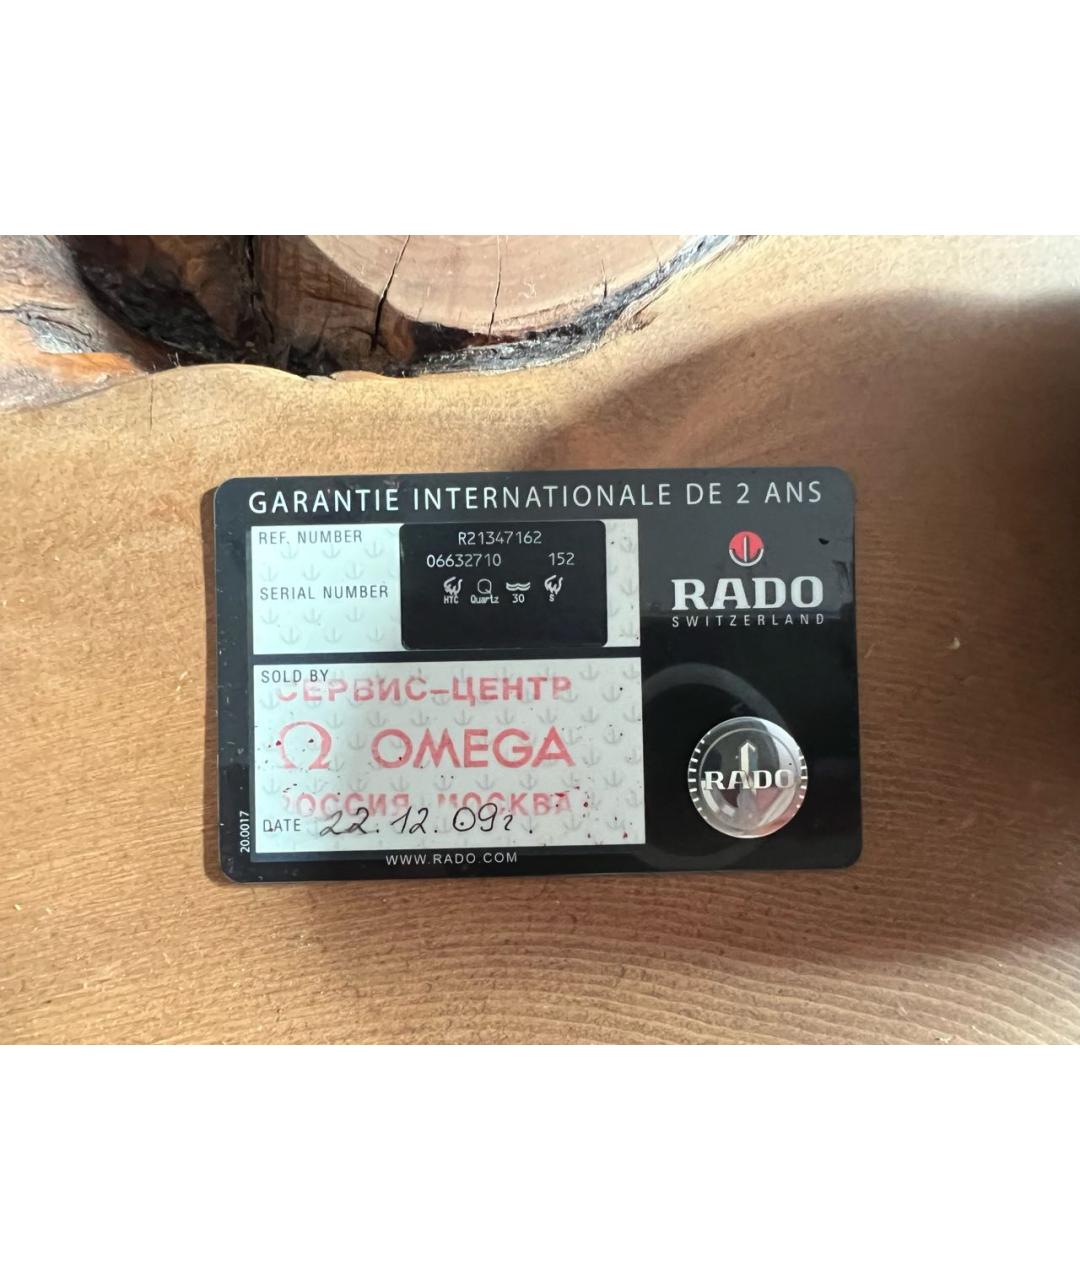 GARANTIE INTERNATIONALE DE 2 ANS
REF. NUMBER
R21347162
06632710 152
SERIAL NUMBER
HTC Quartz 30 S
RADO
SWITZERLAND
SOLD BY
СЕРВИС-ЦЕНТР
Ω OMEGA
РОССИЯ МОСКВА
DATE 22.12.09г.
RADO
20.0017
WWW.RADO.COM